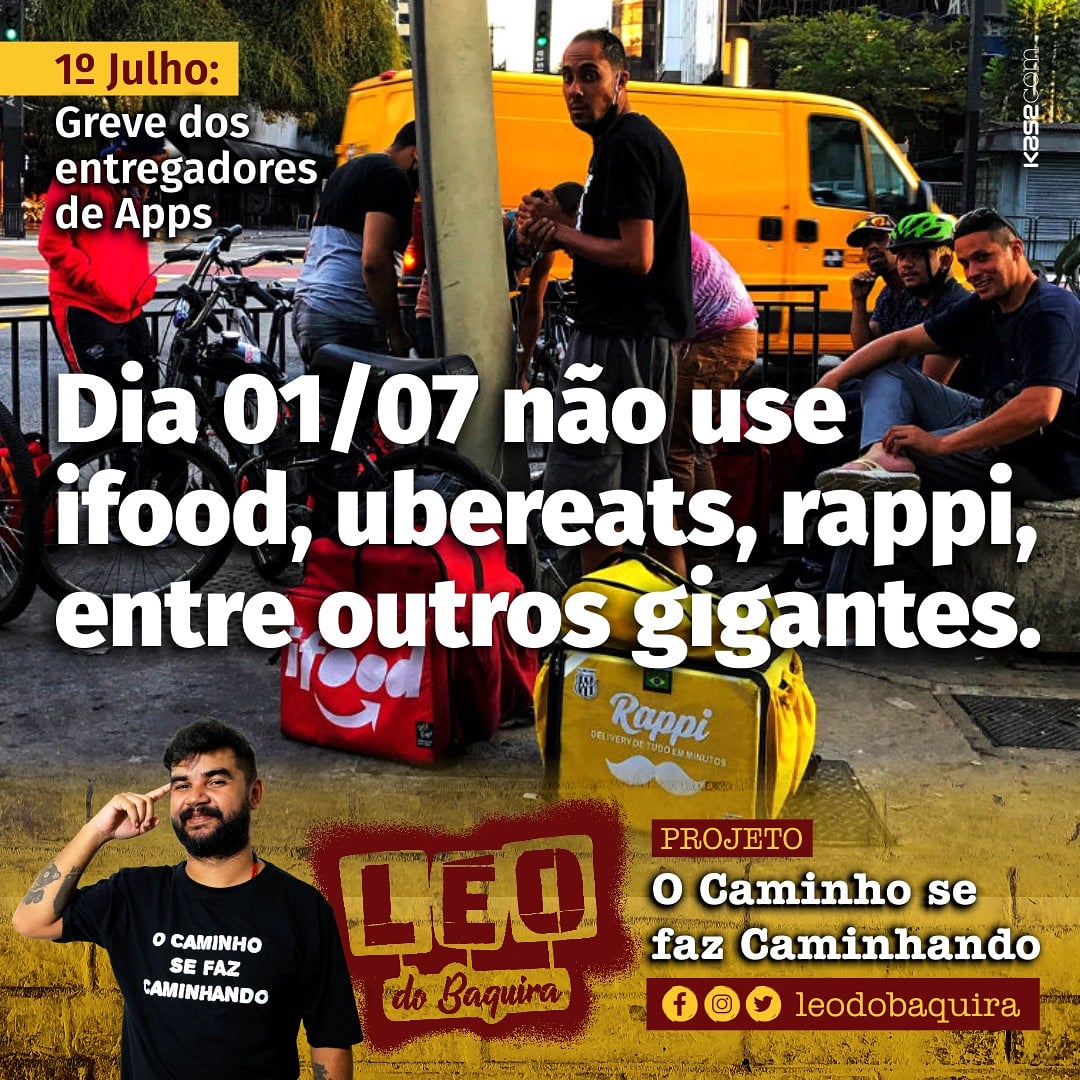 1º Julho:
Greve dos
entregadores
de Apps
KASECOM
Dia 01/07 não use
ifood, ubereats, rappi,
entre outros gigantes.
ifood
Rappi
DELIVERY DE TUDO EM MINUTOS
LEO
do Baquira
PROJETO
O Caminho se
faz Caminhando
leodobaquira
O CAMINHO
SE FAZ
CAMINHANDO